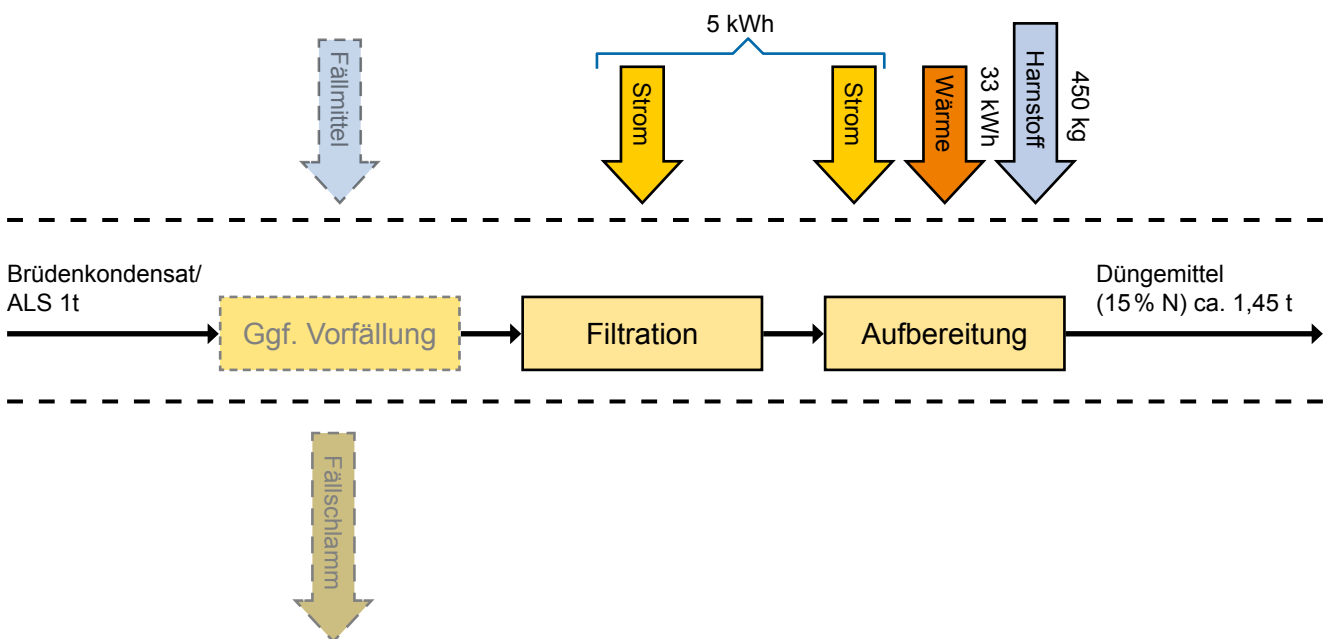 5 kWh
Fällmittel
Strom
Strom
Wärme
33 kWh
Harnstoff
450 kg
Brüdenkondensat/
ALS 1t
Ggf. Vorfällung
Filtration
Aufbereitung
Düngemittel
(15 % N) ca. 1,45 t
Fällschlamm